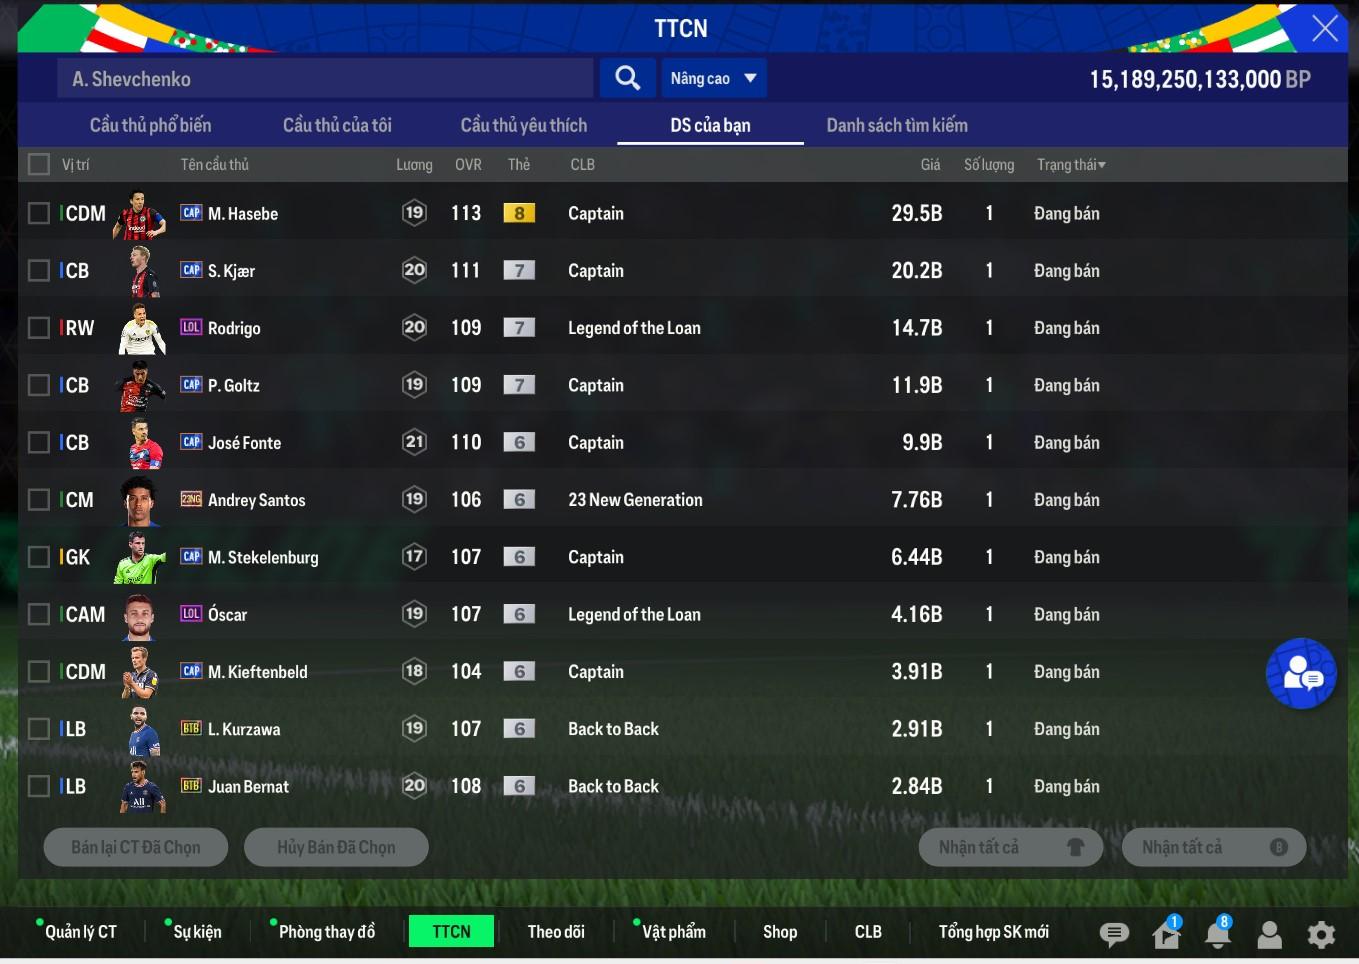 TTCN
A. Shevchenko Nâng cao 15,189,250,133,000 BP
Cầu thủ phổ biến Cầu thủ của tôi Cầu thủ yêu thích DS của bạn Danh sách tìm kiếm
Vị trí Tên cầu thủ Lương OVR Thẻ CLB Giá Số lượng Trạng thái
CDM CAP M. Hasebe 19 113 8 Captain 29.5B 1 Đang bán
CB CAP S. Kjær 20 111 7 Captain 20.2B 1 Đang bán
RW LOL Rodrigo 20 109 7 Legend of the Loan 14.7B 1 Đang bán
CB CAP P. Goltz 19 109 7 Captain 11.9B 1 Đang bán
CB CAP José Fonte 21 110 6 Captain 9.9B 1 Đang bán
CM 23NG Andrey Santos 19 106 6 23 New Generation 7.76B 1 Đang bán
GK CAP M. Stekelenburg 17 107 6 Captain 6.44B 1 Đang bán
CAM LOL Óscar 19 107 6 Legend of the Loan 4.16B 1 Đang bán
CDM CAP M. Kieftenbeld 18 104 6 Captain 3.91B 1 Đang bán
LB BTB L. Kurzawa 19 107 6 Back to Back 2.91B 1 Đang bán
LB BTB Juan Bernat 20 108 6 Back to Back 2.84B 1 Đang bán
Bán lại CT Đã Chọn Hủy Bán Đã Chọn Nhận tất cả Nhận tất cả B
Quản lý CT Sự kiện Phòng thay đồ TTCN Theo dõi Vật phẩm Shop CLB Tổng hợp SK mới 1 8